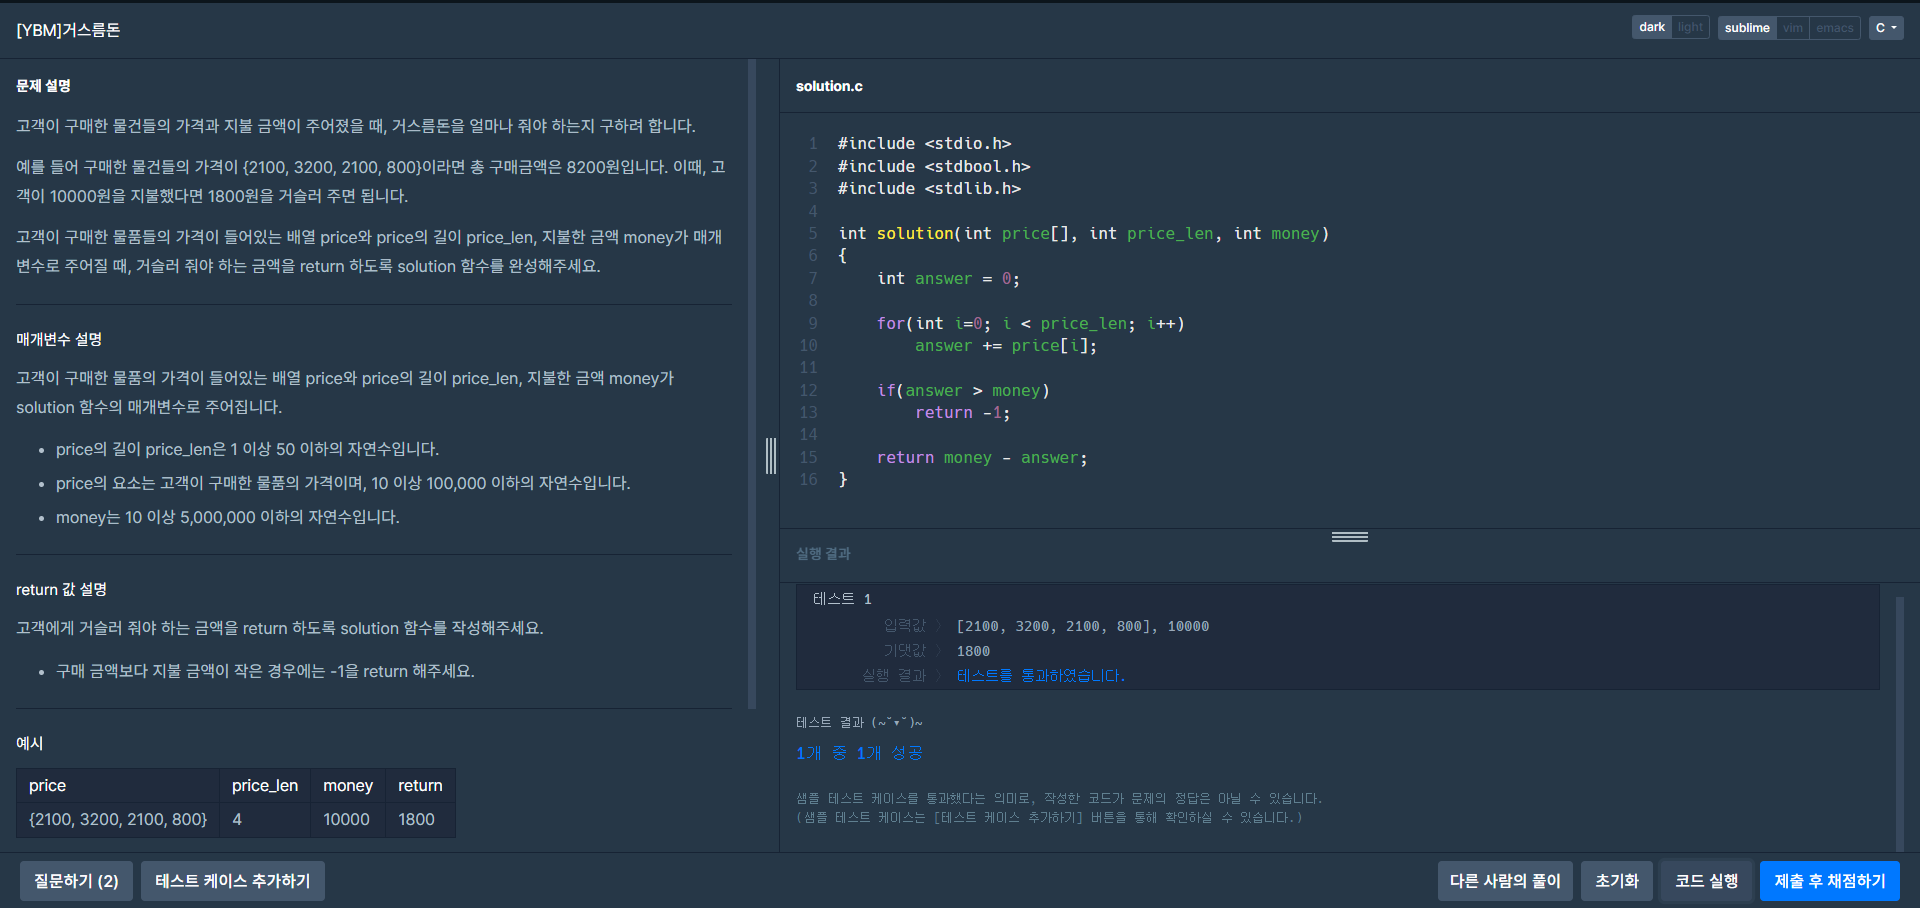 [YBM]거스름돈
dark light sublime vim emacs C
문제 설명
고객이 구매한 물건들의 가격과 지불 금액이 주어졌을 때, 거스름돈을 얼마나 줘야 하는지 구하려 합니다.
예를 들어 구매한 물건들의 가격이 {2100, 3200, 2100, 800}이라면 총 구매금액은 8200원입니다. 이때, 고
객이 10000원을 지불했다면 1800원을 거슬러 주면 됩니다.
고객이 구매한 물품들의 가격이 들어있는 배열 price와 price의 길이 price_len, 지불한 금액 money가 매개
변수로 주어질 때, 거슬러 줘야 하는 금액을 return 하도록 solution 함수를 완성해주세요.
매개변수 설명
고객이 구매한 물품의 가격이 들어있는 배열 price와 price의 길이 price_len, 지불한 금액 money가
solution 함수의 매개변수로 주어집니다.
• price의 길이 price_len은 1 이상 50 이하의 자연수입니다.
• price의 요소는 고객이 구매한 물품의 가격이며, 10 이상 100,000 이하의 자연수입니다.
• money는 10 이상 5,000,000 이하의 자연수입니다.
return 값 설명
고객에게 거슬러 줘야 하는 금액을 return 하도록 solution 함수를 작성해주세요.
• 구매 금액보다 지불 금액이 작은 경우에는 -1을 return 해주세요.
예시
price price_len money return
{2100, 3200, 2100, 800} 4 10000 1800
solution.c
1 #include <stdio.h>
2 #include <stdbool.h>
3 #include <stdlib.h>
4
5 int solution(int price[], int price_len, int money)
6 {
7     int answer = 0;
8
9     for(int i=0; i < price_len; i++)
10         answer += price[i];
11
12     if(answer > money)
13         return -1;
14
15     return money - answer;
16 }
실행 결과
테스트 1
입력값 〉 [2100, 3200, 2100, 800], 10000
기댓값 〉 1800
실행 결과 〉 테스트를 통과하였습니다.
테스트 결과 (~˘▾˘)~
1개 중 1개 성공
샘플 테스트 케이스를 통과했다는 의미로, 작성한 코드가 문제의 정답은 아닐 수 있습니다.
(샘플 테스트 케이스는 [테스트 케이스 추가하기] 버튼을 통해 확인하실 수 있습니다.)
질문하기 (2) 테스트 케이스 추가하기 다른 사람의 풀이 초기화 코드 실행 제출 후 채점하기